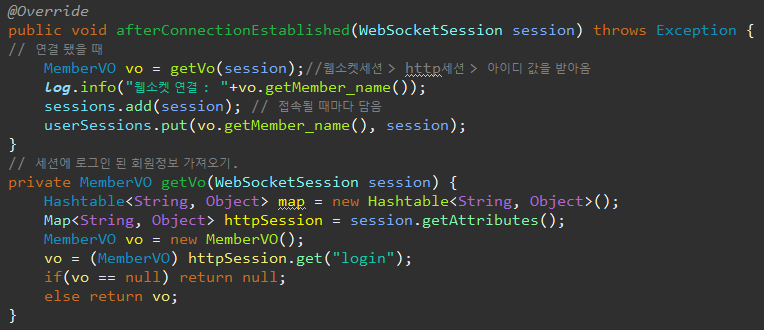 @Override
public void afterConnectionEstablished(WebSocketSession session) throws Exception {
// 연결 됐을 때
MemberVO vo = getVo(session);//웹소켓세션 > http세션 > 아이디 값을 받아옴
log.info("웹소켓 연결 : "+vo.getMember_name());
sessions.add(session); // 접속될 때마다 담음
userSessions.put(vo.getMember_name(), session);
}
// 세션에 로그인 된 회원정보 가져오기.
private MemberVO getVo(WebSocketSession session) {
Hashtable<String, Object> map = new Hashtable<String, Object>();
Map<String, Object> httpSession = session.getAttributes();
MemberVO vo = new MemberVO();
vo = (MemberVO) httpSession.get("login");
if(vo == null) return null;
else return vo;
}